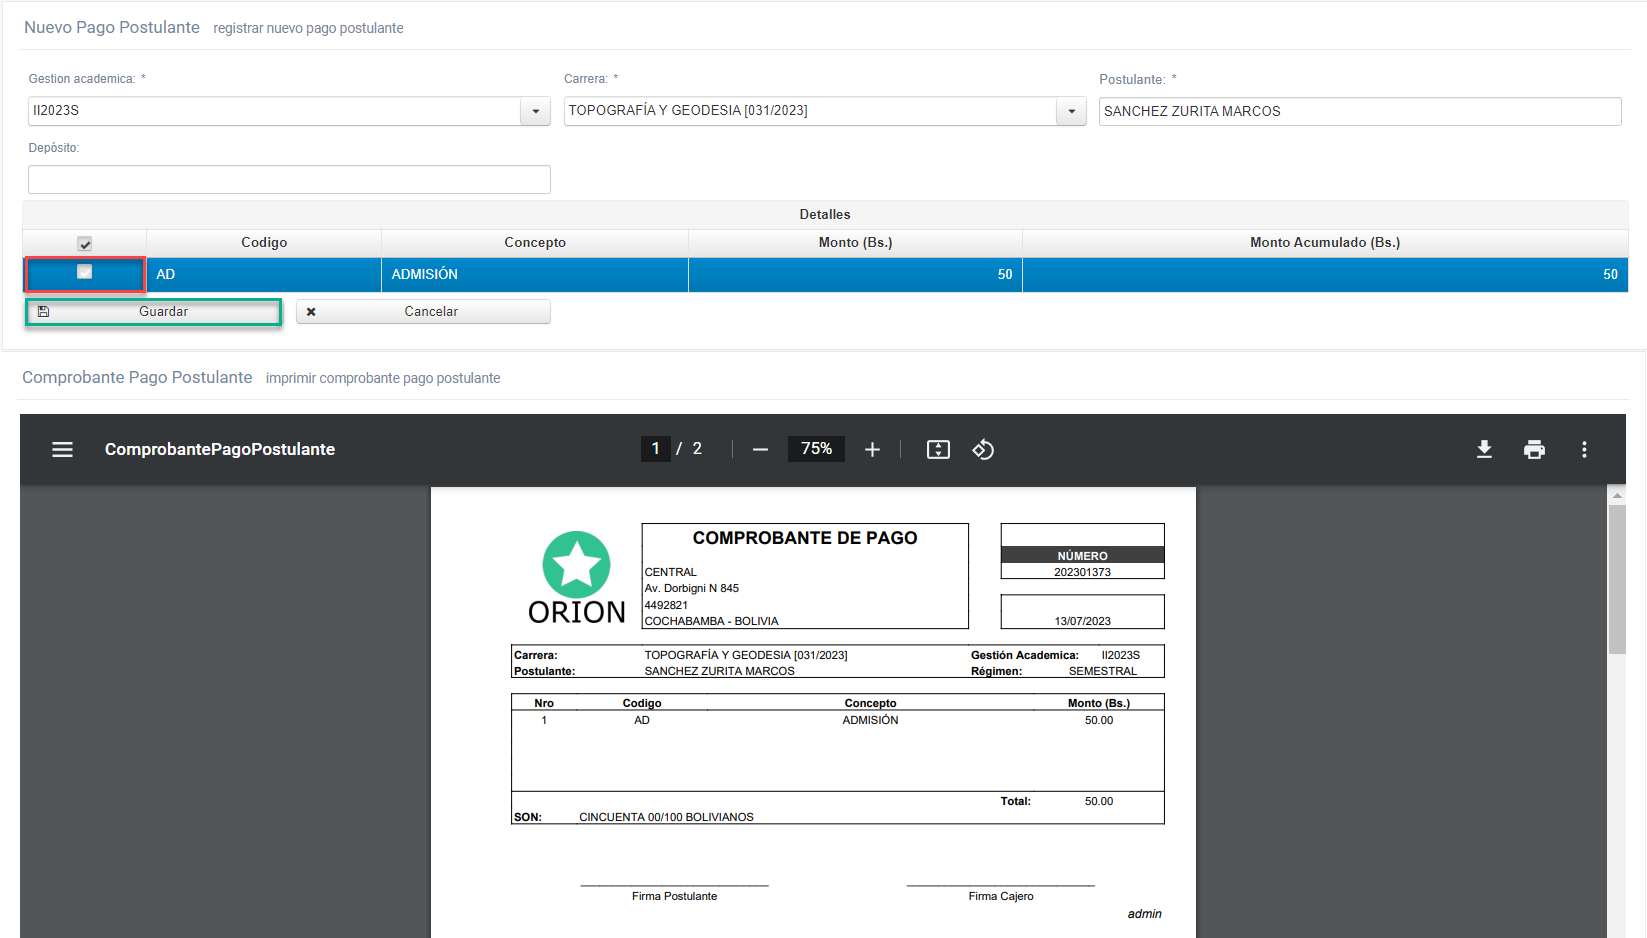 Nuevo Pago Postulante registrar nuevo pago postulante
Gestion academica: * Carrera: * Postulante: *
II2023S TOPOGRAFÍA Y GEODESIA [031/2023] SANCHEZ ZURITA MARCOS
Depósito:
Detalles
Codigo Concepto Monto (Bs.) Monto Acumulado (Bs.)
AD ADMISIÓN 50 50
Guardar Cancelar
Comprobante Pago Postulante imprimir comprobante pago postulante
ComprobantePagoPostulante 1 / 2 75%
COMPROBANTE DE PAGO
NÚMERO
CENTRAL 202301373
Av. Dorbigni N 845
4492821
ORION
COCHABAMBA - BOLIVIA 13/07/2023
Carrera: TOPOGRAFÍA Y GEODESIA [031/2023] Gestión Academica: II2023S
Postulante: SANCHEZ ZURITA MARCOS Régimen: SEMESTRAL
Nro Codigo Concepto Monto (Bs.)
1 AD ADMISIÓN 50.00
Total: 50.00
SON: CINCUENTA 00/100 BOLIVIANOS
Firma Postulante Firma Cajero
admin